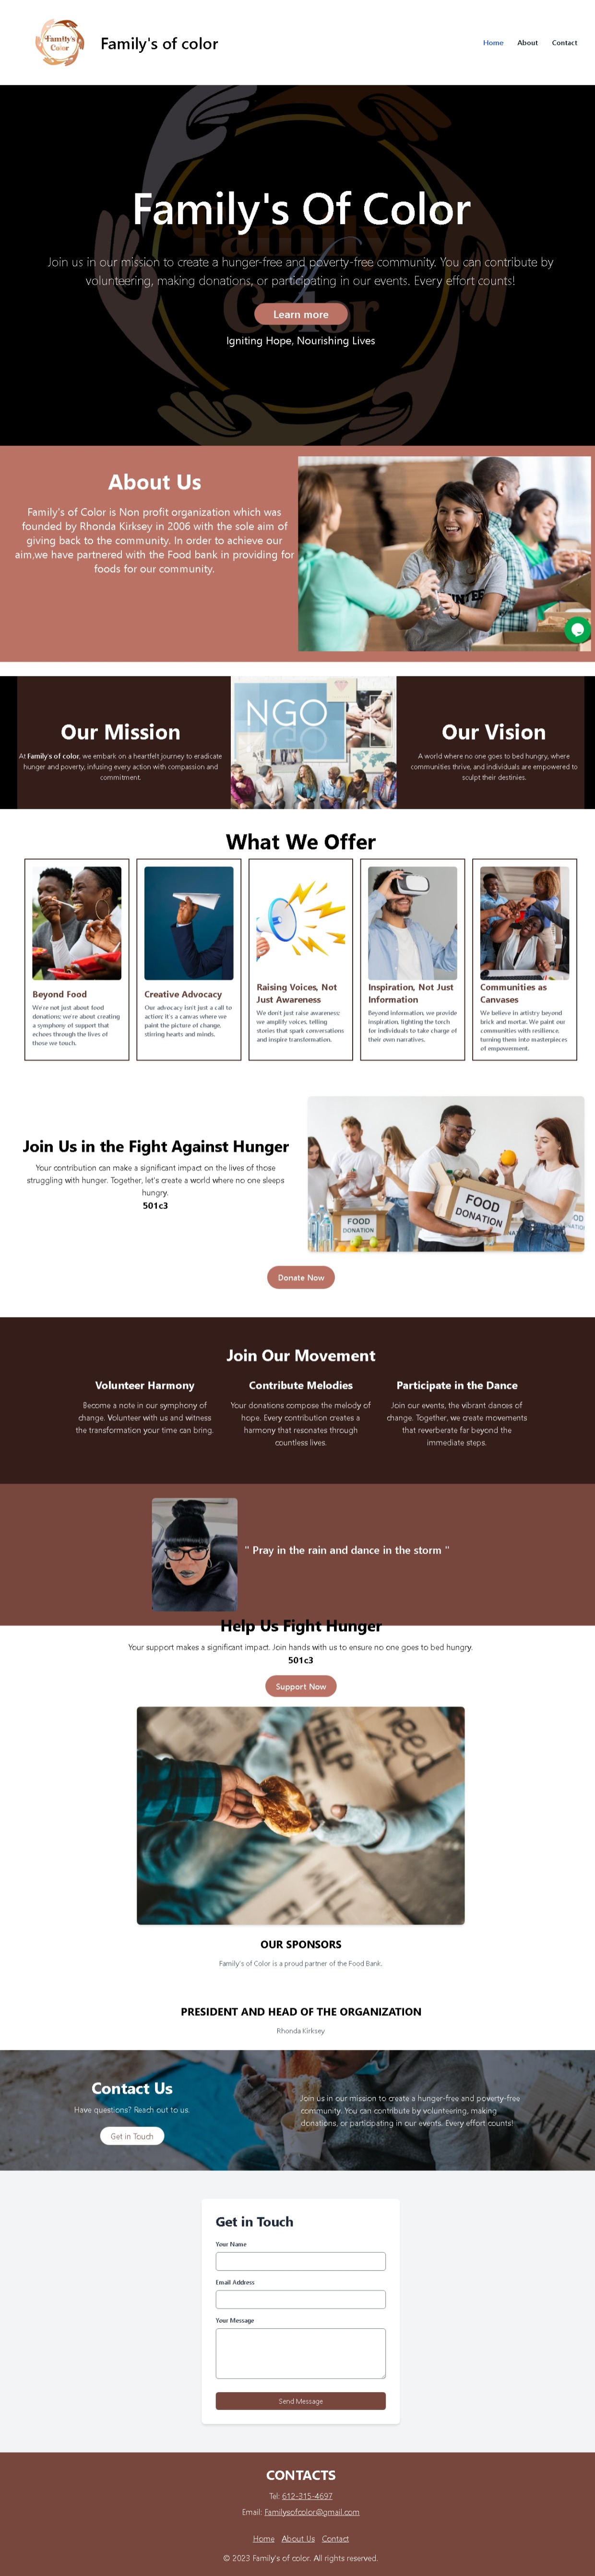 Family's
of
Color
Family's of color
Home About Contact
Family's Of Color
Join us in our mission to create a hunger-free and poverty-free community. You can contribute by
volunteering, making donations, or participating in our events. Every effort counts!
Learn more
Igniting Hope, Nourishing Lives
About Us
Family's of Color is Non profit organization which was
founded by Rhonda Kirksey in 2006 with the sole aim of
giving back to the community. In order to achieve our
aim,we have partnered with the Food bank in providing for
foods for our community.
Our Mission
At Family's of color, we embark on a heartfelt journey to eradicate
hunger and poverty, infusing every action with compassion and
commitment.
NGO
Our Vision
A world where no one goes to bed hungry, where
communities thrive, and individuals are empowered to
sculpt their destinies.
What We Offer
Beyond Food
We're not just about food
donations; we're about creating
a symphony of support that
echoes through the lives of
those we touch.
Creative Advocacy
Our advocacy isn't just a call to
action; it's a canvas where we
paint the picture of change,
stirring hearts and minds.
Raising Voices, Not
Just Awareness
We don't just raise awareness;
we amplify voices, telling
stories that spark conversations
and inspire transformation.
Inspiration, Not Just
Information
Beyond information, we provide
inspiration, lighting the torch
for individuals to take charge of
their own narratives.
Communities as
Canvases
We believe in artistry beyond
brick and mortar. We paint our
communities with resilience,
turning them into masterpieces
of empowerment.
Join Us in the Fight Against Hunger
Your contribution can make a significant impact on the lives of those
struggling with hunger. Together, let's create a world where no one sleeps
hungry.
501c3
FOOD
DONATION
FOOD
DONATION
Donate Now
Join Our Movement
Volunteer Harmony
Become a note in our symphony of
change. Volunteer with us and witness
the transformation your time can bring.
Contribute Melodies
Your donations compose the melody of
hope. Every contribution creates a
harmony that resonates through
countless lives.
Participate in the Dance
Join our events, the vibrant dances of
change. Together, we create movements
that reverberate far beyond the
immediate steps.
" Pray in the rain and dance in the storm "
Help Us Fight Hunger
Your support makes a significant impact. Join hands with us to ensure no one goes to bed hungry.
501c3
Support Now
need
OUR SPONSORS
Family's of Color is a proud partner of the Food Bank.
PRESIDENT AND HEAD OF THE ORGANIZATION
Rhonda Kirksey
Contact Us
Have questions? Reach out to us.
Get in Touch
Join us in our mission to create a hunger-free and poverty-free
community. You can contribute by volunteering, making
donations, or participating in our events. Every effort counts!
Get in Touch
Your Name
Email Address
Your Message
Send Message
CONTACTS
Tel: 612-315-4697
Email: Familysofcolor@gmail.com
Home About Us Contact
© 2023 Family's of color. All rights reserved.